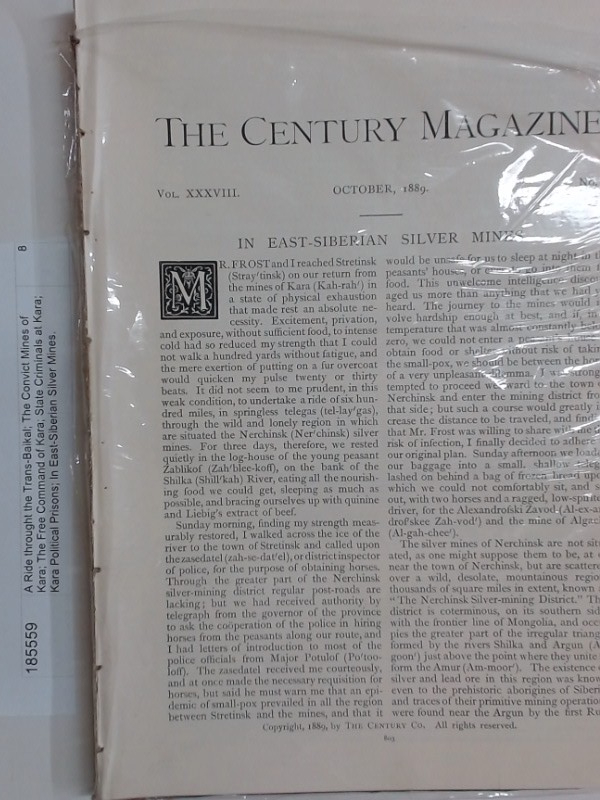 185559
A Ride throught the Trans-Baikal; The Convict Mines of
Kara; The Free Command of Kara; State Criminals at Kara;
Kara Political Prisons; In East-Siberian Silver Mines.
8
THE CENTURY MAGAZINE
VOL. XXXVIII.
OCTOBER, 1889.
No.
IN EAST-SIBERIAN SILVER MINES
MR. FROST and I reached Stretinsk
(Stray'tinsk) on our return from
the mines of Kara (Kah-rah') in
a state of physical exhaustion
that made rest an absolute ne-
cessity. Excitement, privation,
and exposure, without sufficient food, to intense
cold had so reduced my strength that I could
not walk a hundred yards without fatigue, and
the mere exertion of putting on a fur overcoat
would quicken my pulse twenty or thirty
beats. It did not seem to me prudent, in this
weak condition, to undertake a ride of six hun-
dred miles, in springless telegas (tel-lay'gas),
through the wild and lonely region in which
are situated the Nerchinsk (Ner'chinsk) silver
mines. For three days, therefore, we rested
quietly in the log-house of the young peasant
Zablikof (Zah'blee-koff), on the bank of the
Shilka (Shill'kah) River, eating all the nourish-
ing food we could get, sleeping as much as
possible, and bracing ourselves up with quinine
and Liebig's extract of beef.
Sunday morning, finding my strength meas-
urably restored, I walked across the ice of the
river to the town of Stretinsk and called upon
the zasedatel (zah-se-dat'el), or district inspector
of police, for the purpose of obtaining horses.
Through the greater part of the Nerchinsk
silver-mining district regular post-roads are
lacking; but we had received authority by
telegraph from the governor of the province
to ask the coöperation of the police in hiring
horses from the peasants along our route, and
I had letters of introduction to most of the
police officials from Major Potulof (Po'too-
loff). The zasedatel received me courteously,
and at once made the necessary requisition for
horses, but said he must warn me that an epi-
demic of small-pox prevailed in all the region
between Stretinsk and the mines, and that it
would be unsafe for us to sleep at night in
peasants' houses, or even to go into them
food. This unwelcome intelligence
aged us more than anything that we had
heard. The journey to the mines would
volve hardship enough at best, and if, in
temperature that was almost constantly
zero, we could not enter a
obtain food or shelter without risk of
the small-pox, we should be between the
of a very unpleasant dilemma. I was
tempted to proceed westward to the town
Nerchinsk and enter the mining district from
that side; but such a course would greatly
crease the distance to be traveled, and
that Mr. Frost was willing to share with me
risk of infection, I finally decided to adhere
our original plan. Sunday afternoon we
our baggage into a small, shallow
lashed on behind a bag of frozen bread upon
which we could not comfortably sit, and
out, with two horses and a ragged, low-spirited
driver, for the Alexandrofski Zavod (Al-ex-an-
drof'skee Zah-vod') and the mine of
(Al-gah-chee').
The silver mines of Nerchinsk are not situ-
ated, as one might suppose them to be, at
near the town of Nerchinsk, but are scattered
over a wild, desolate, mountainous region
thousands of square miles in extent, known
"The Nerchinsk Silver-mining District."
district is coterminous, on its southern
with the frontier line of Mongolia, and
pies the greater part of the irregular
formed by the rivers Shilka and Argun
goon') just above the point where they unite
form the Amur (Am-moor'). The existence
silver and lead ore in this region was
even to the prehistoric aborigines of
and traces of their primitive mining
were found near the Argun by the first
Copyright, 1889, by THE CENTURY CO. All rights reserved.
803